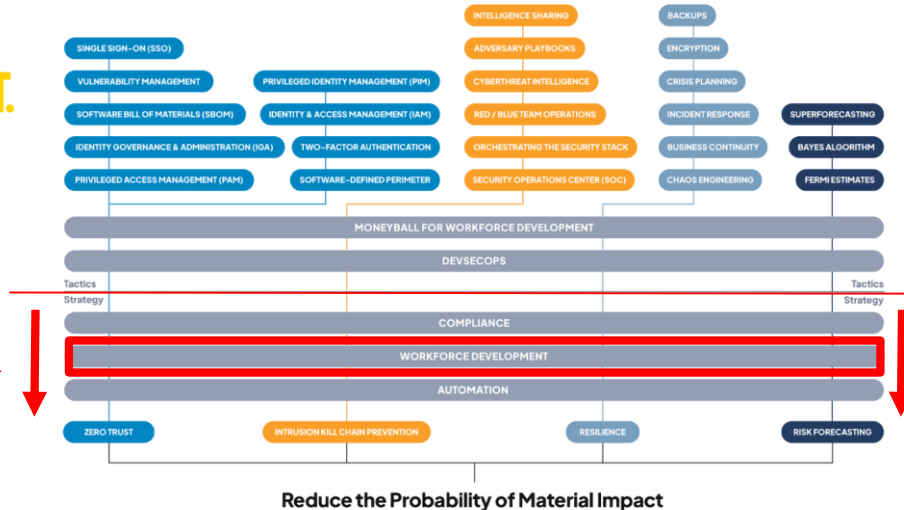 INTELLIGENCE SHARING
BACKUPS
SINGLE SIGN-ON (SSO)
ADVERSARY PLAYBOOKS
ENCRYPTION
T.
VULNERABILITY MANAGEMENT
PRIVILEGED IDENTITY MANAGEMENT (PIM)
CYBERTHREAT INTELLIGENCE
CRISIS PLANNING
SOFTWARE BILL OF MATERIALS (SBOM)
IDENTITY & ACCESS MANAGEMENT (IAM)
RED / BLUE TEAM OPERATIONS
INCIDENT RESPONSE
SUPERFORECASTING
IDENTITY GOVERNANCE & ADMINISTRATION (IGA)
TWO-FACTOR AUTHENTICATION
ORCHESTRATING THE SECURITY STACK
BUSINESS CONTINUITY
BAYES ALGORITHM
PRIVILEGED ACCESS MANAGEMENT (PAM)
SOFTWARE-DEFINED PERIMETER
SECURITY OPERATIONS CENTER (SOC)
CHAOS ENGINEERING
FERMI ESTIMATES
MONEYBALL FOR WORKFORCE DEVELOPMENT
DEVSECOPS
Tactics
Tactics
Strategy
Strategy
COMPLIANCE
WORKFORCE DEVELOPMENT
AUTOMATION
ZERO TRUST
INTRUSION KILL CHAIN PREVENTION
RESILIENCE
RISK FORECASTING
Reduce the Probability of Material Impact